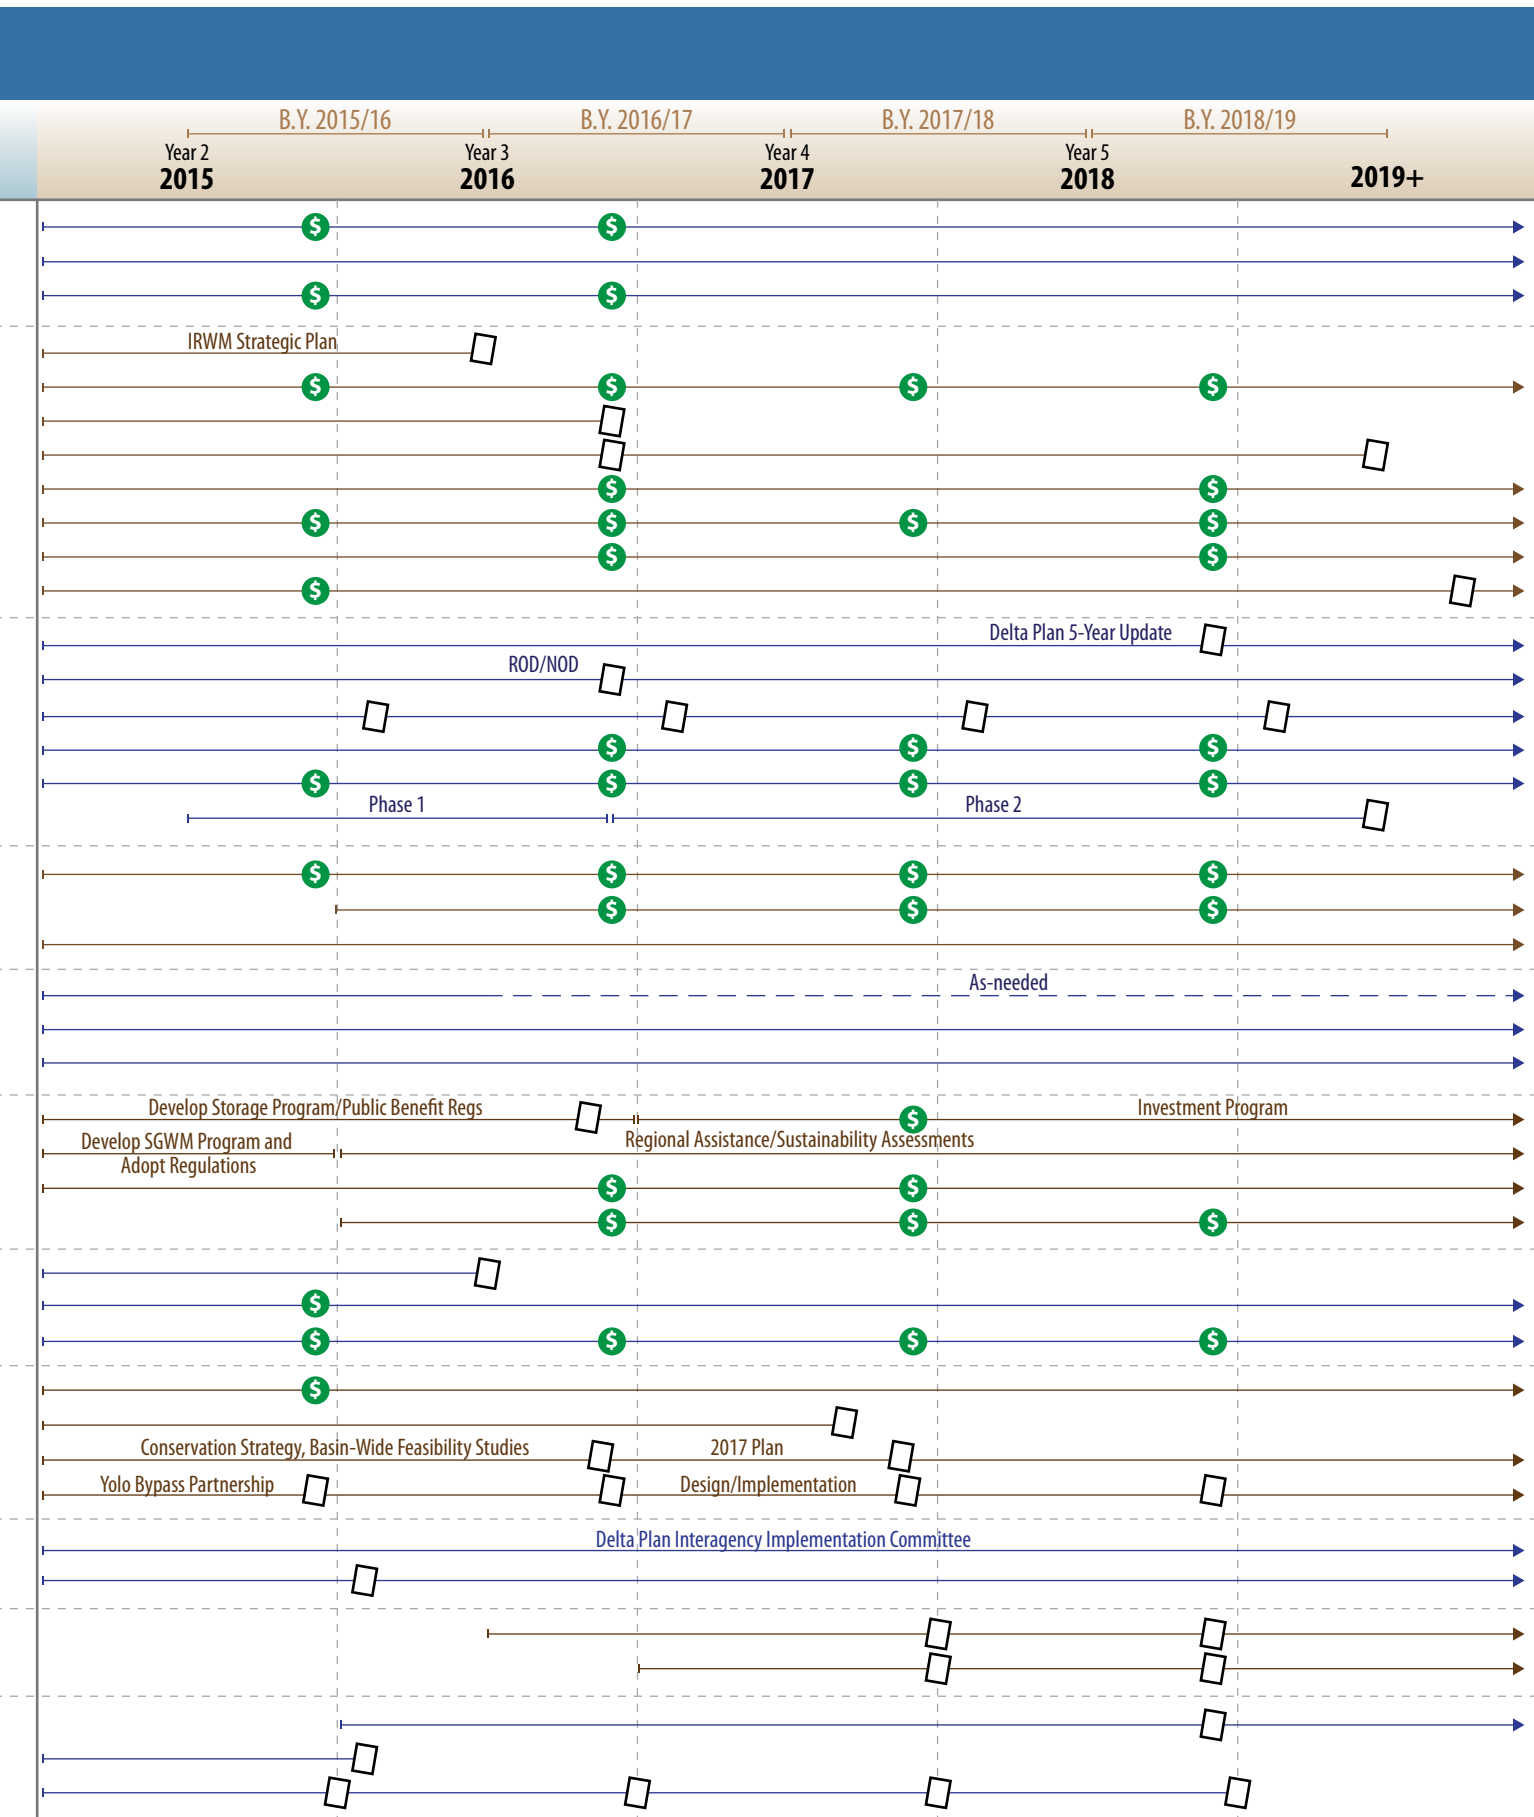 B.Y. 2015/16 B.Y. 2016/17 B.Y. 2017/18 B.Y. 2018/19
Year 2 Year 3 Year 4 Year 5
2015 2016 2017 2018 2019+
$ $
$ $
IRWM Strategic Plan
$ $ $ $
$ $
$ $ $ $
$ $
$
Delta Plan 5-Year Update
ROD/NOD
$ $ $
$ $ $ $
Phase 1 Phase 2
$ $ $ $
$ $ $
As-needed
Develop Storage Program/Public Benefit Regs $ Investment Program
Develop SGWM Program and
Adopt Regulations
Regional Assistance/Sustainability Assessments
$ $
$ $ $
$
$ $ $ $
$
Conservation Strategy, Basin-Wide Feasibility Studies 2017 Plan
Yolo Bypass Partnership Design/Implementation
Delta Plan Interagency Implementation Committee